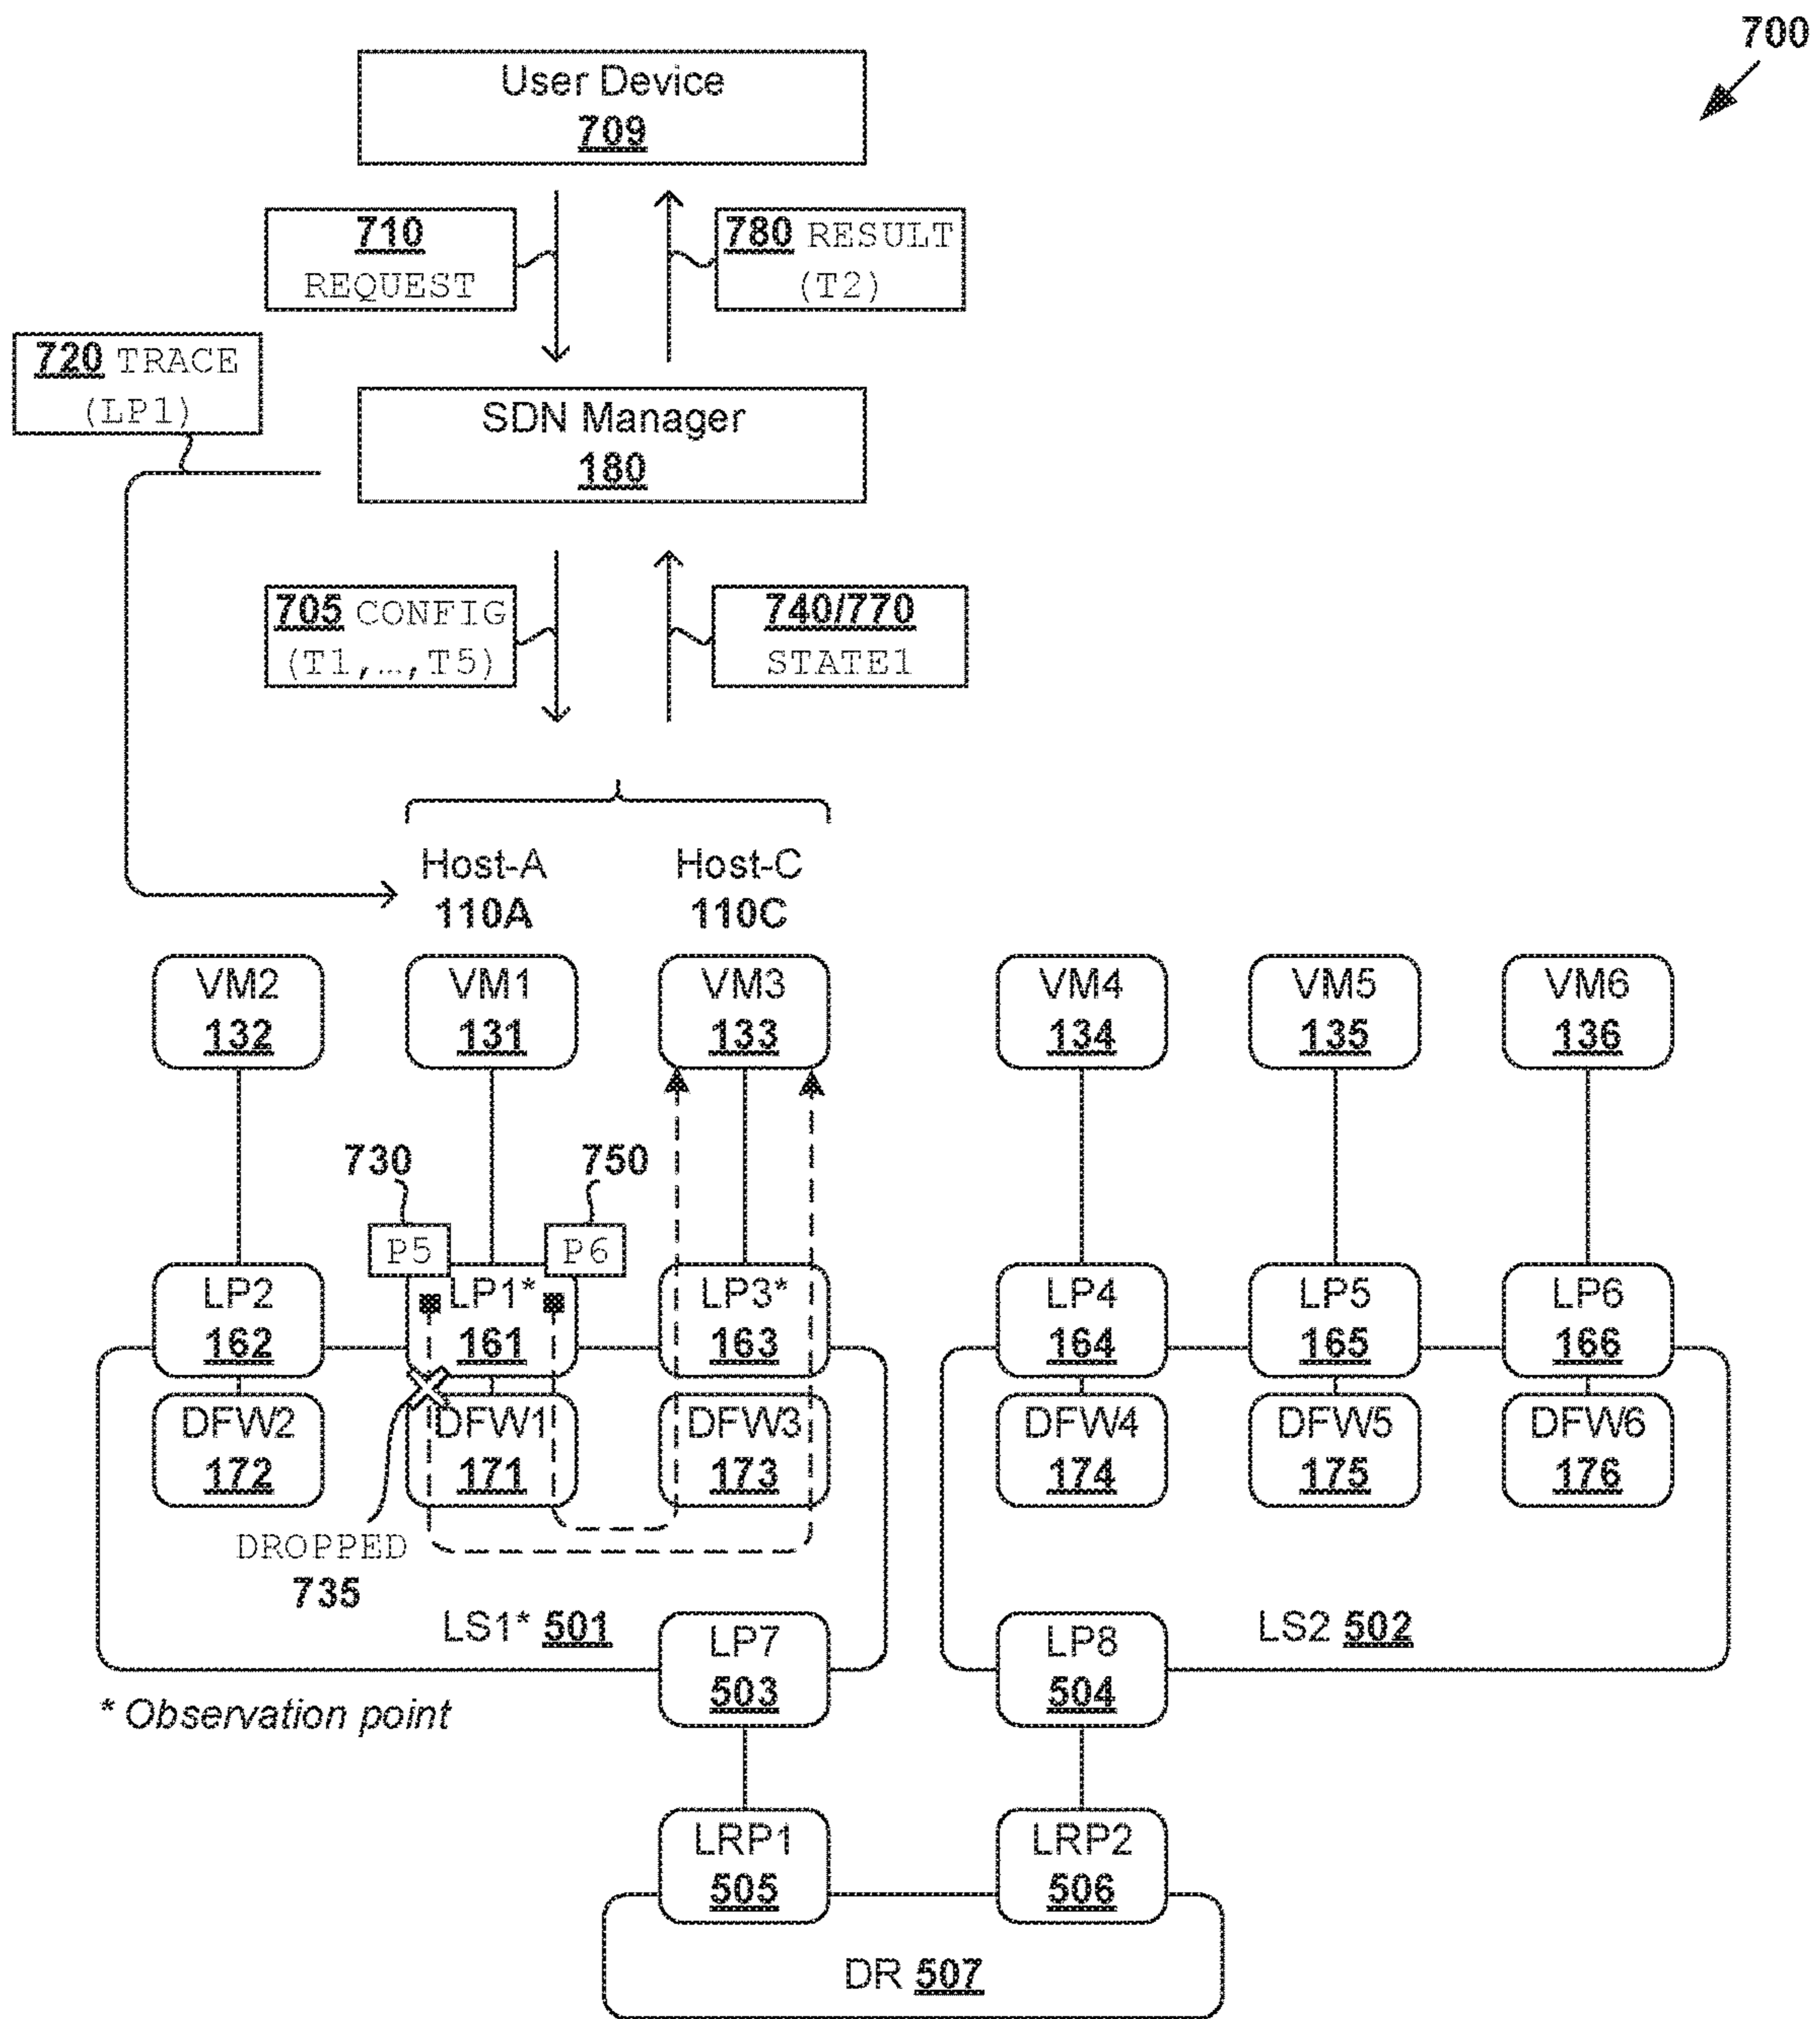 700
User Device
709
710
REQUEST
780 RESULT
(T2)
720 TRACE
(LP1)
SDN Manager
180
705 CONFIG
(T1,…,T5)
740/770
STATE1
Host-A
110A
Host-C
110C
VM2
132
VM1
131
VM3
133
VM4
134
VM5
135
VM6
136
730
750
P5
P6
LP2
162
LP1*
161
LP3*
163
LP4
164
LP5
165
LP6
166
DFW2
172
DFW1
171
DFW3
173
DFW4
174
DFW5
175
DFW6
176
DROPPED
735
LS1* 501
LP7
503
LP8
504
LS2 502
* Observation point
LRP1
505
LRP2
506
DR 507